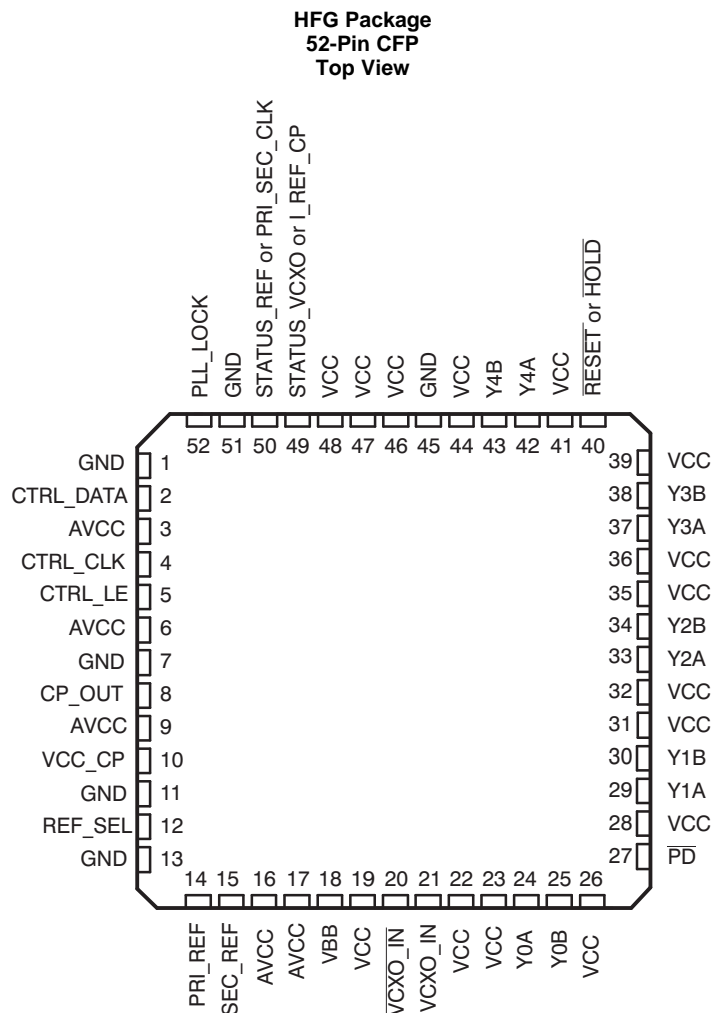 HFG Package
52-Pin CFP
Top View
PLL_LOCK
GND
STATUS_REF or PRI_SEC_CLK
STATUS_VCXO or I_REF_CP
VCC
VCC
VCC
GND
VCC
Y4B
Y4A
VCC
RESET or HOLD
52 51 50 49 48 47 46 45 44 43 42 41 40
GND 1
CTRL_DATA 2
AVCC 3
CTRL_CLK 4
CTRL_LE 5
AVCC 6
GND 7
CP_OUT 8
AVCC 9
VCC_CP 10
GND 11
REF_SEL 12
GND 13
39 VCC
38 Y3B
37 Y3A
36 VCC
35 VCC
34 Y2B
33 Y2A
32 VCC
31 VCC
30 Y1B
29 Y1A
28 VCC
27 PD
14 15 16 17 18 19 20 21 22 23 24 25 26
PRI_REF
SEC_REF
AVCC
AVCC
VBB
VCC
VCXO_IN
VCXO_IN
VCC
VCC
Y0A
Y0B
VCC